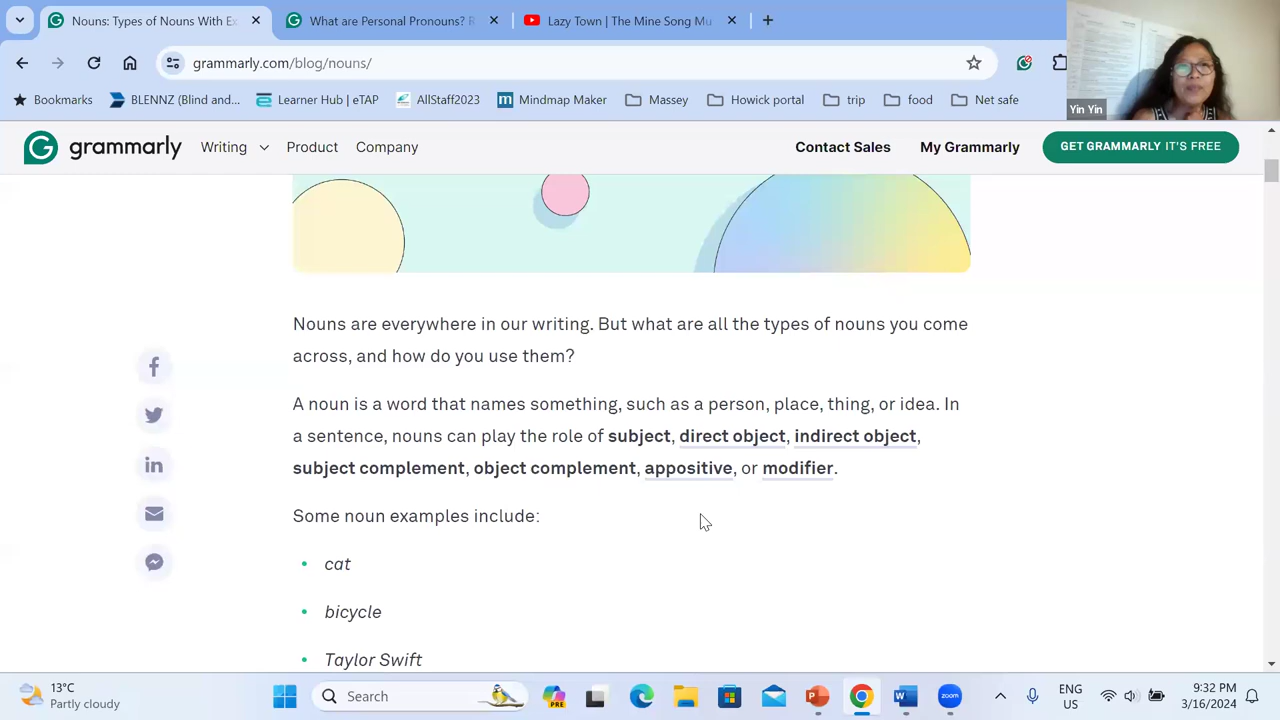 Nouns: Types of Nouns With Ex
What are Personal Pronouns? R
Lazy Town | The Mine Song Mu
grammarly.com/blog/nouns/
Bookmarks
BLENNZ (Blind and...
Learner Hub | eTAP
AllStaff2023
Mindmap Maker
Massey
Howick portal
trip
food
Net safe
Yin Yin
grammarly
Writing
Product
Company
Contact Sales
My Grammarly
GET GRAMMARLY IT'S FREE
Nouns are everywhere in our writing. But what are all the types of nouns you come
across, and how do you use them?
A noun is a word that names something, such as a person, place, thing, or idea. In
a sentence, nouns can play the role of subject, direct object, indirect object,
subject complement, object complement, appositive, or modifier.
Some noun examples include:
• cat
• bicycle
• Taylor Swift
13°C
Partly cloudy
Search
PRE
zoom
ENG
US
9:32 PM
3/16/2024